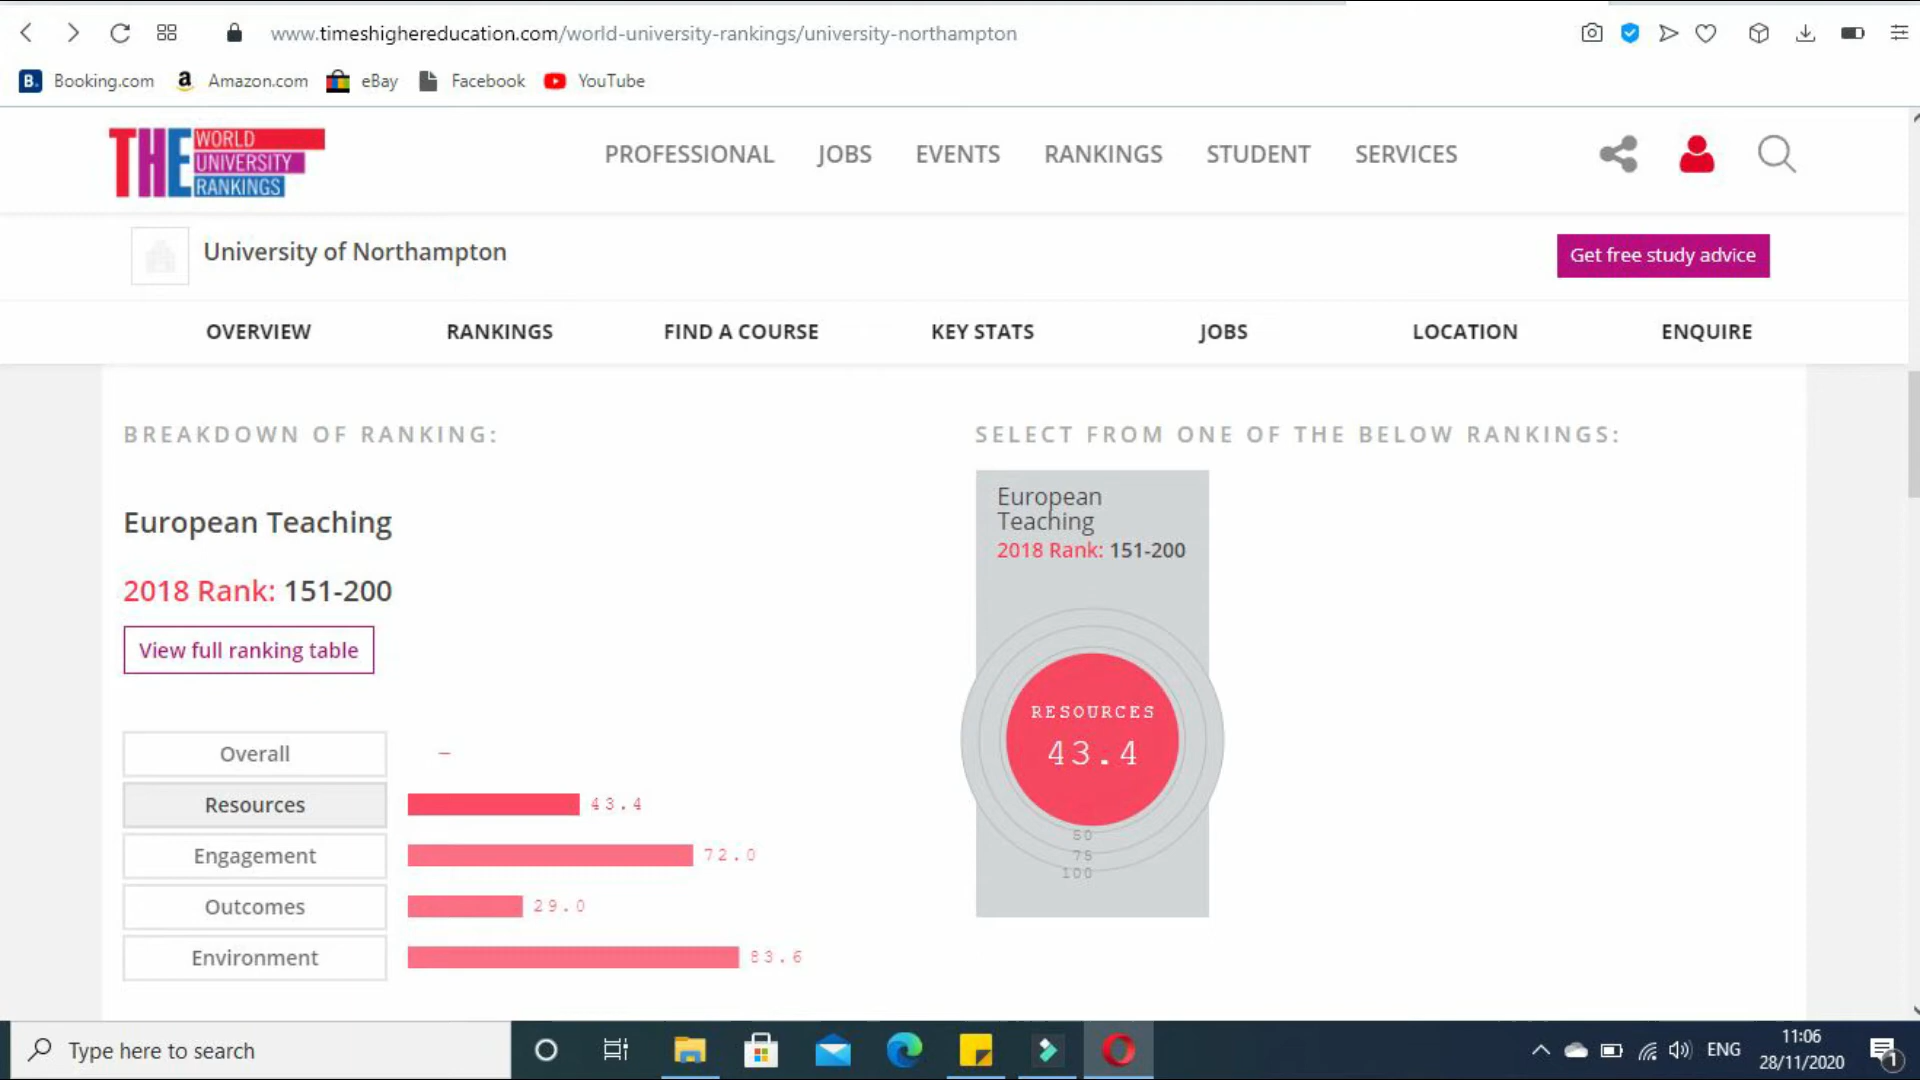 www.timeshighereducation.com/world-university-rankings/university-northampton
B. Booking.com Amazon.com eBay Facebook YouTube
THE WORLD UNIVERSITY RANKINGS
PROFESSIONAL JOBS EVENTS RANKINGS STUDENT SERVICES
University of Northampton
Get free study advice
OVERVIEW RANKINGS FIND A COURSE KEY STATS JOBS LOCATION ENQUIRE
BREAKDOWN OF RANKING:
European Teaching
2018 Rank: 151-200
View full ranking table
Overall –
Resources 43.4
Engagement 72.0
Outcomes 29.0
Environment 83.6
SELECT FROM ONE OF THE BELOW RANKINGS:
European
Teaching
2018 Rank: 151-200
RESOURCES
43.4
50
75
100
Type here to search
ENG
11:06
28/11/2020
1